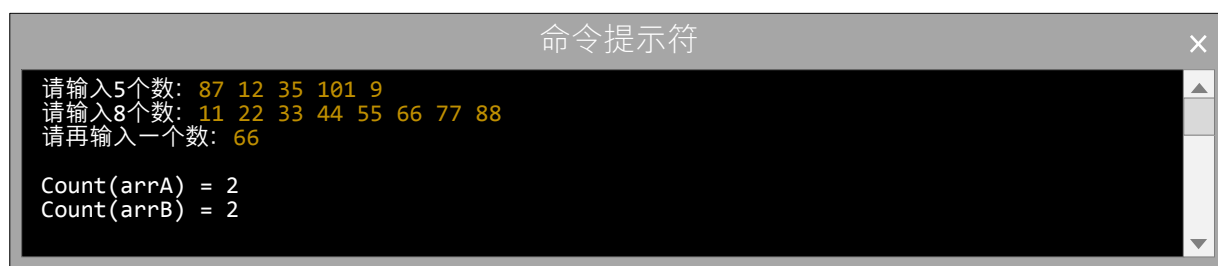 命令提示符
请输入5个数: 87 12 35 101 9
请输入8个数: 11 22 33 44 55 66 77 88
请再输入一个数: 66
Count(arrA) = 2
Count(arrB) = 2